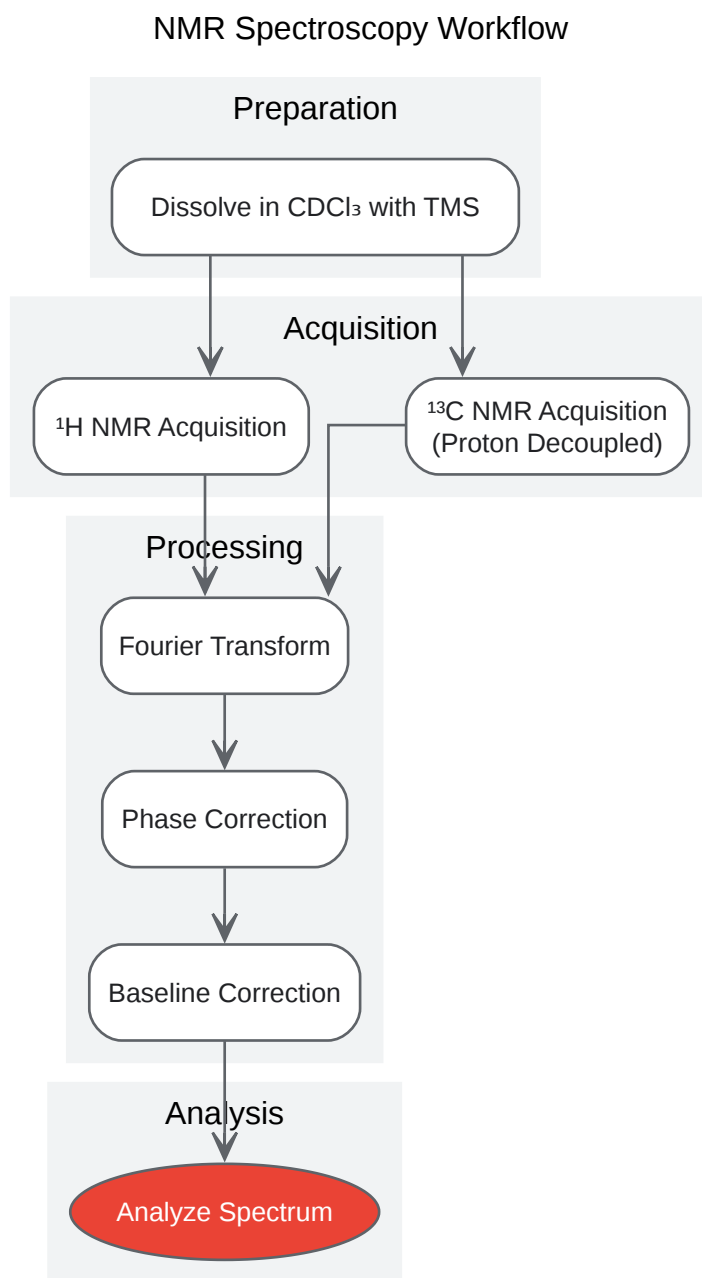 NMR Spectroscopy Workflow
Preparation
Dissolve in CDCl₃ with TMS
Acquisition
¹H NMR Acquisition
¹³C NMR Acquisition
(Proton Decoupled)
Processing
Fourier Transform
Phase Correction
Baseline Correction
Analysis
Analyze Spectrum